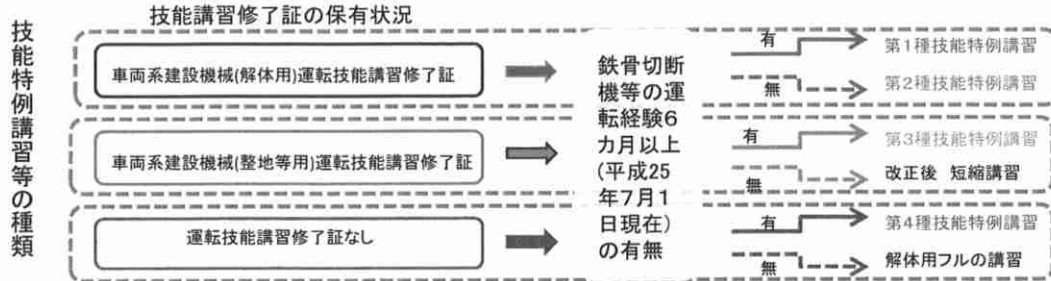 技能特例講習等の種類
技能講習修了証の保有状況
車両系建設機械(解体用)運転技能講習修了証
車両系建設機械(整地等用)運転技能講習修了証
運転技能講習修了証なし
鉄骨切断
機等の運
転経験6
カ月以上
(平成25
年7月1
日現在)
の有無
有
第1種技能特例講習
無
第2種技能特例講習
有
第3種技能特例講習
無
改正後 短縮講習
有
第4種技能特例講習
無
解体用フルの講習